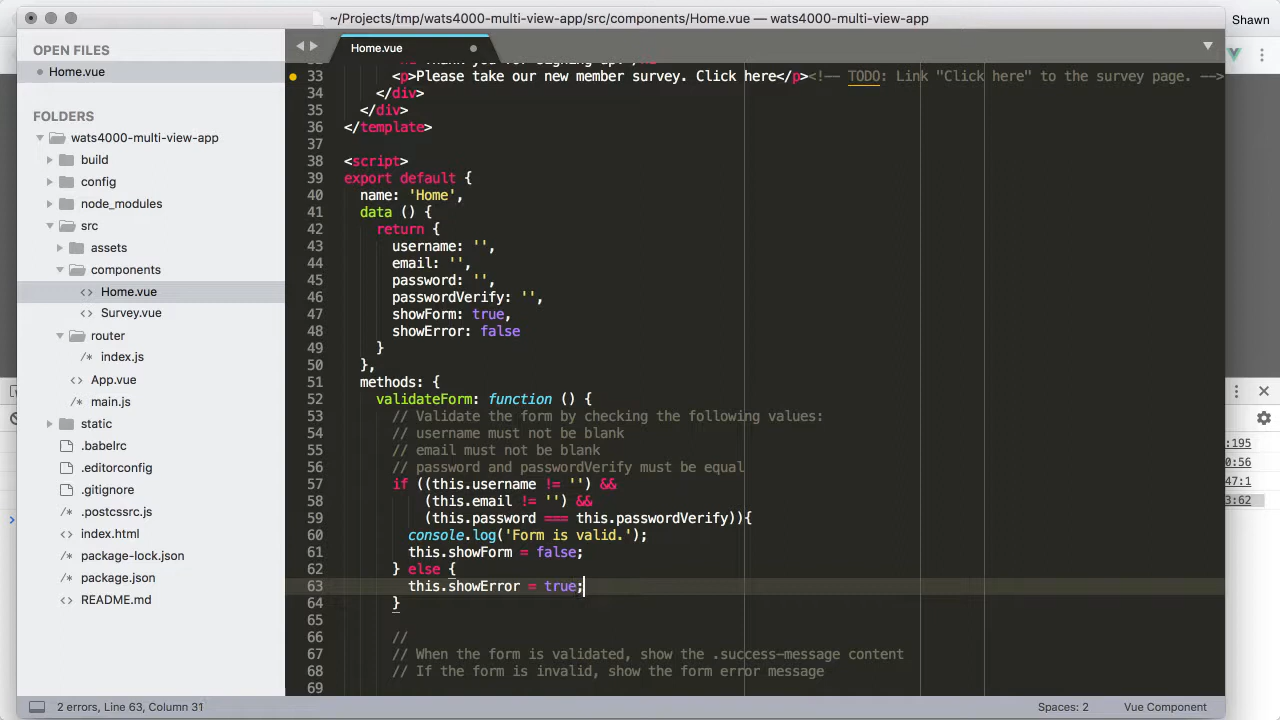 ~/Projects/tmp/wats4000-multi-view-app/src/components/Home.vue — wats4000-multi-view-app
Shawn
OPEN FILES
Home.vue
FOLDERS
wats4000-multi-view-app
build
config
node_modules
src
assets
components
<> Home.vue
<> Survey.vue
router
/* index.js
<> App.vue
/* main.js
static
.babelrc
.editorconfig
.gitignore
/* .postcssrc.js
<> index.html
/* package-lock.json
/* package.json
<> README.md
Home.vue
33 <p>Please take our new member survey. Click here</p><!-- TODO: Link "Click here" to the survey page. -->
34 </div>
35 </div>
36 </template>
37
38 <script>
39 export default {
40 name: 'Home',
41 data () {
42 return {
43 username: '',
44 email: '',
45 password: '',
46 passwordVerify: '',
47 showForm: true,
48 showError: false
49 }
50 },
51 methods: {
52 validateForm: function () {
53 // Validate the form by checking the following values:
54 // username must not be blank
55 // email must not be blank
56 // password and passwordVerify must be equal
57 if ((this.username != '') &&
58 (this.email != '') &&
59 (this.password === this.passwordVerify)){
60 console.log('Form is valid.');
61 this.showForm = false;
62 } else {
63 this.showError = true;
64 }
65
66 //
67 // When the form is validated, show the .success-message content
68 // If the form is invalid, show the form error message
69
:195
0:56
47:1
3:62
2 errors, Line 63, Column 31
Spaces: 2
Vue Component